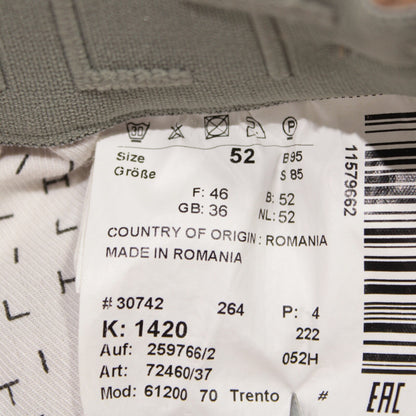 30 P
Size 52 B95
Größe S 85
F: 46 B: 52
GB: 36 NL: 52
COUNTRY OF ORIGIN: ROMANIA
MADE IN ROMANIA
# 30742 264 P: 4
K: 1420 222
Auf: 259766/2 052H
Art: 72460/37
Mod: 61200 70 Trento #
11579662
EAC